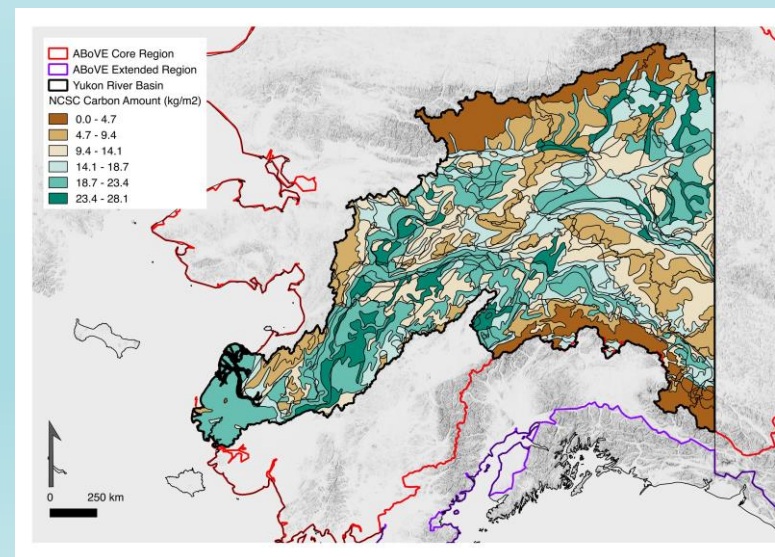 ABoVE Core Region
ABoVE Extended Region
Yukon River Basin
NCSC Carbon Amount (kg/m2)
0.0 - 4.7
4.7 - 9.4
9.4 - 14.1
14.1 - 18.7
18.7 - 23.4
23.4 - 28.1
0 250 km